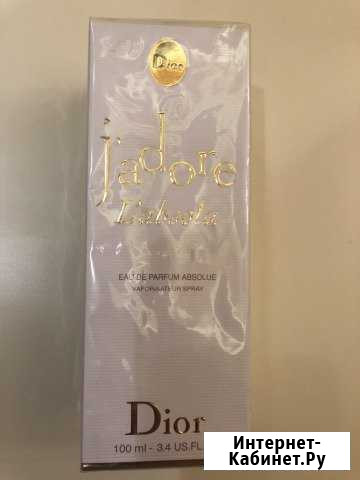 Dior
j'adore
L'absolu
EAU DE PARFUM ABSOLUE
VAPORISATEUR SPRAY
Dior
100 ml - 3.4 US.FL.
Интернет-
Кабинет.Ру